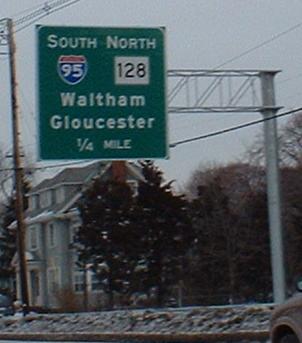 SOUTH NORTH
95 128
Waltham
Gloucester
1/4 MILE